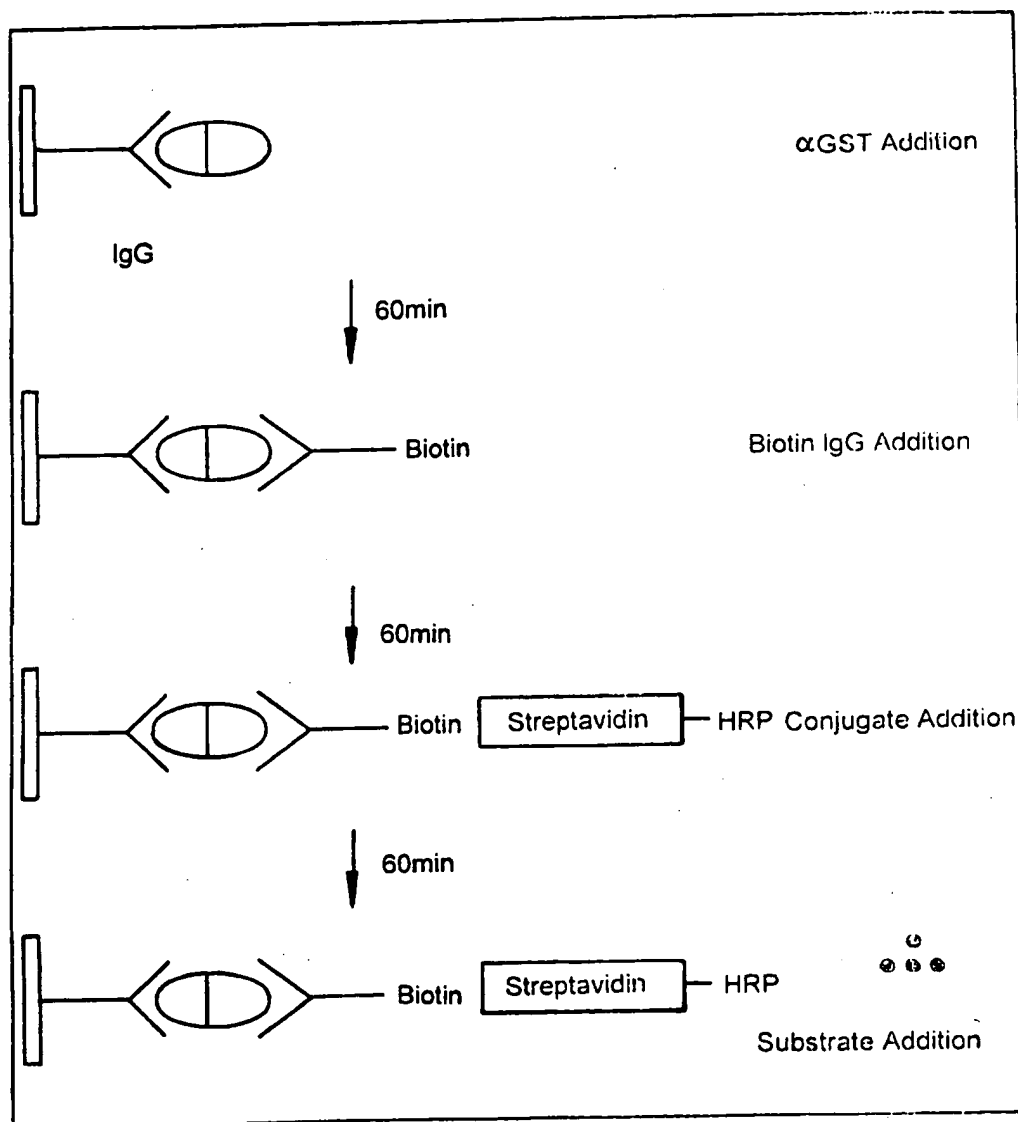 αGST Addition
IgG
60min
Biotin
Biotin IgG Addition
60min
Biotin
Streptavidin
HRP Conjugate Addition
60min
Biotin
Streptavidin
HRP
Substrate Addition